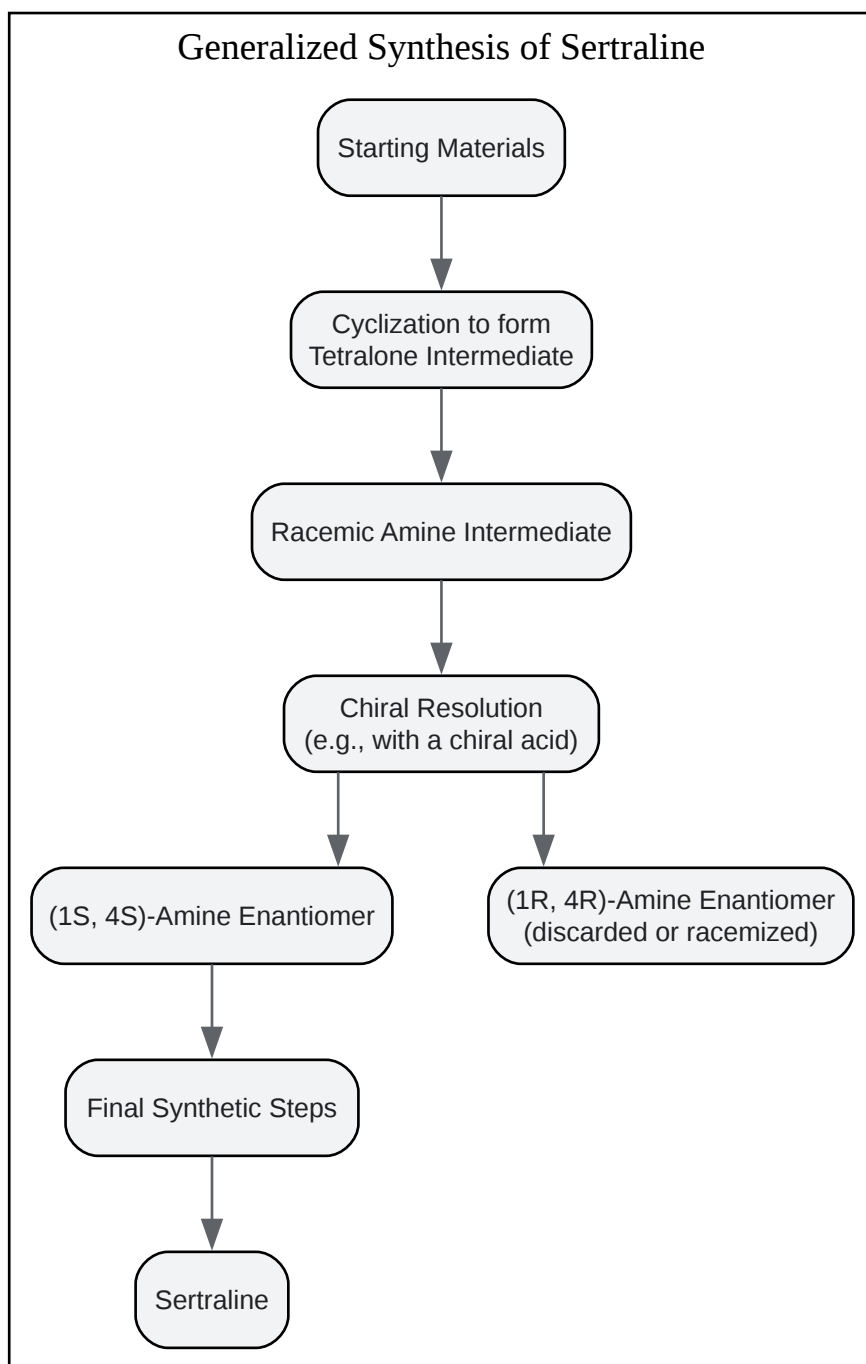 Generalized Synthesis of Sertraline
Starting Materials
Cyclization to form
Tetralone Intermediate
Racemic Amine Intermediate
Chiral Resolution
(e.g., with a chiral acid)
(1S, 4S)-Amine Enantiomer
(1R, 4R)-Amine Enantiomer
(discarded or racemized)
Final Synthetic Steps
Sertraline